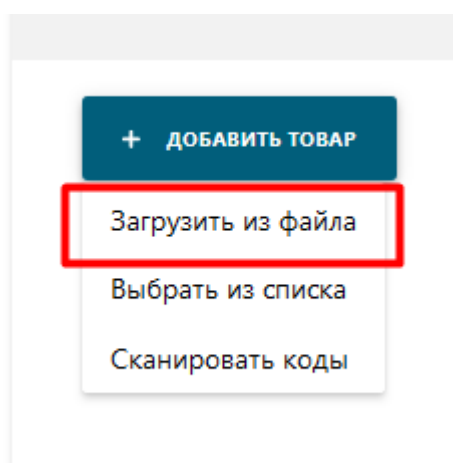 + ДОБАВИТЬ ТОВАР
Загрузить из файла
Выбрать из списка
Сканировать коды